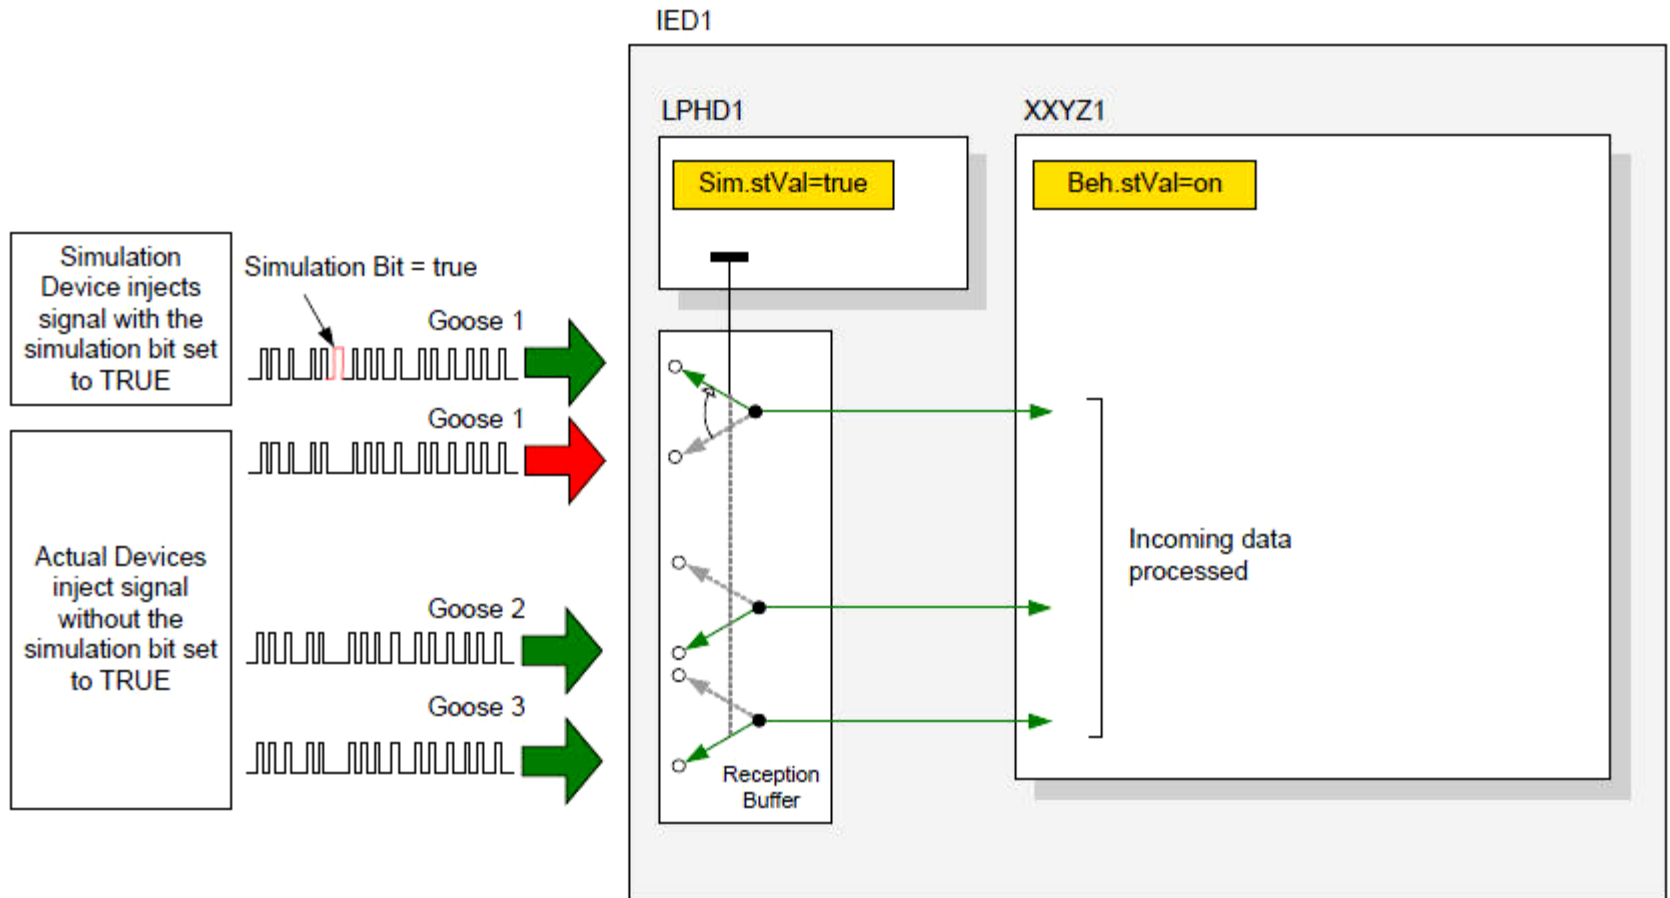 IED1
LPHD1
XXYZ1
Sim.stVal=true
Beh.stVal=on
Simulation
Device injects
signal with the
simulation bit set
to TRUE
Simulation Bit = true
Goose 1
Goose 1
Actual Devices
inject signal
without the
simulation bit set
to TRUE
Goose 2
Goose 3
Reception
Buffer
Incoming data
processed